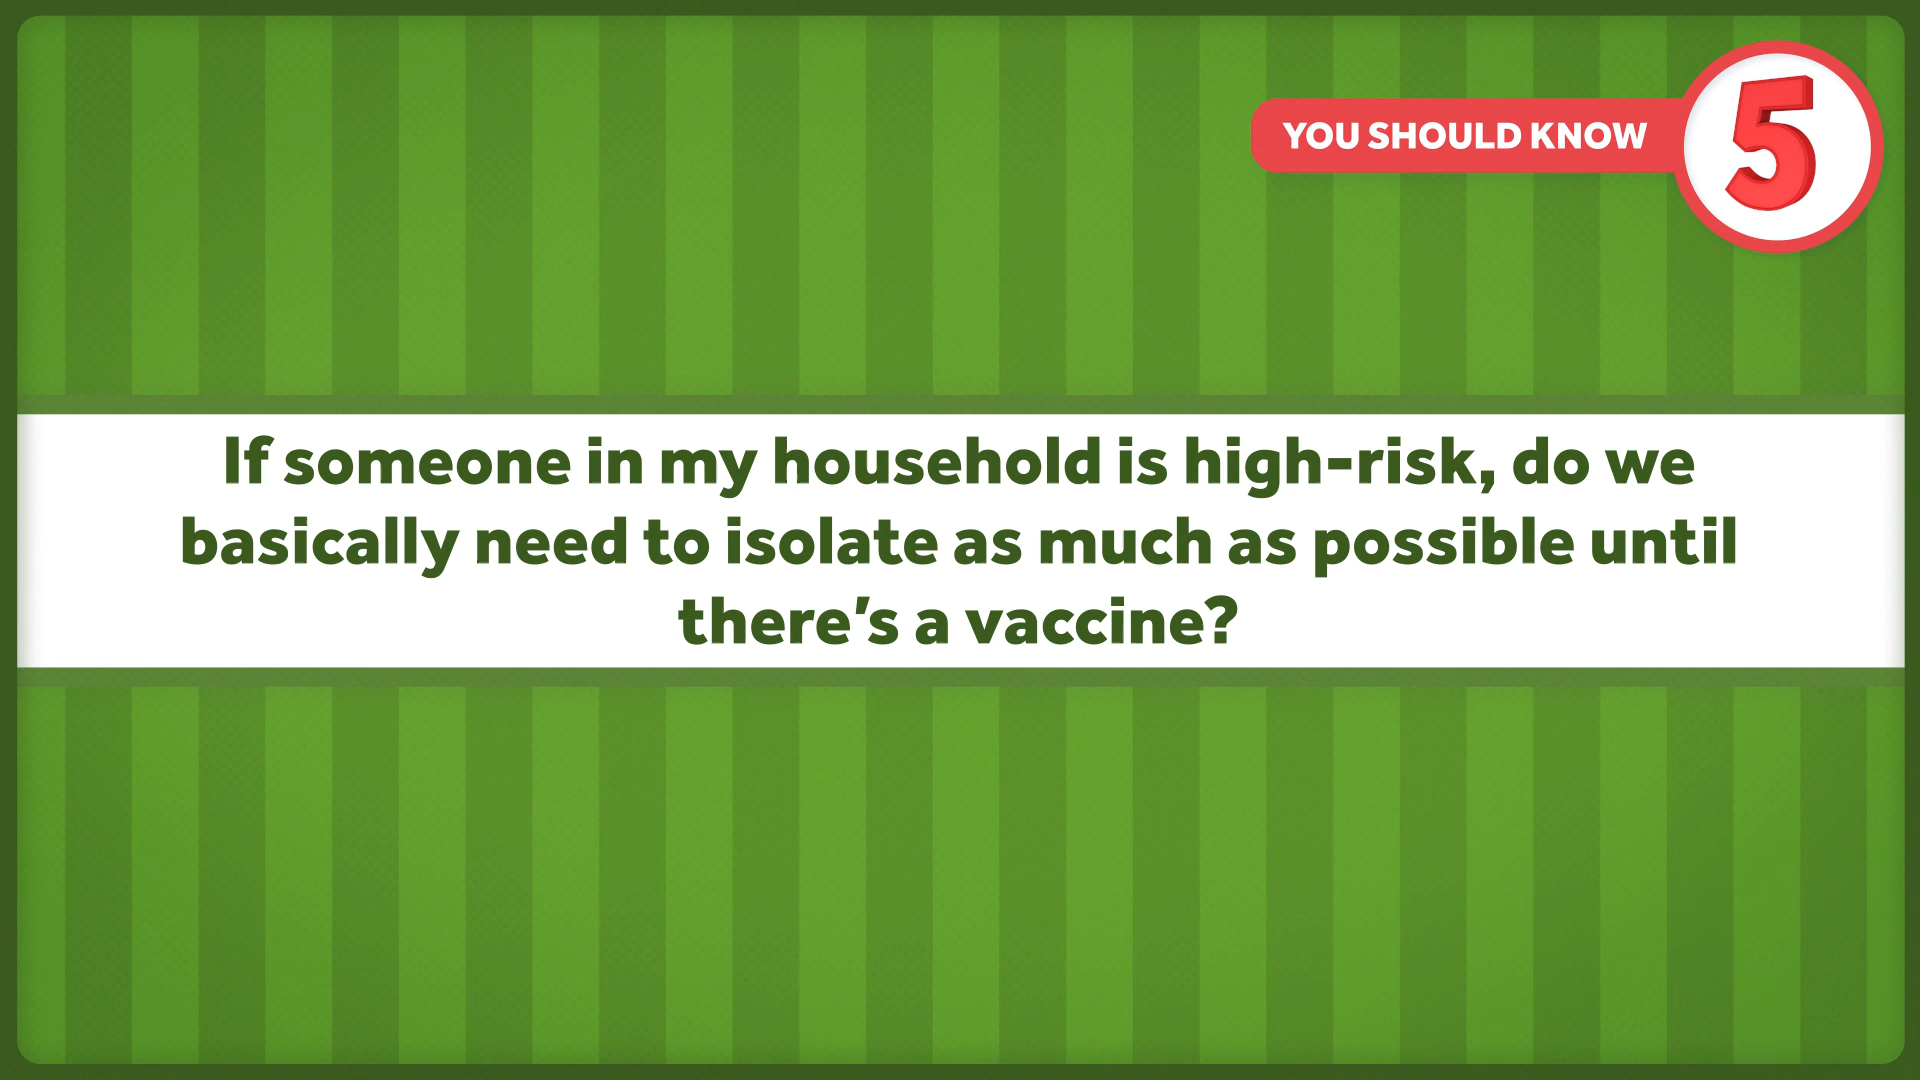 YOU SHOULD KNOW 5
If someone in my household is high-risk, do we
basically need to isolate as much as possible until
there's a vaccine?